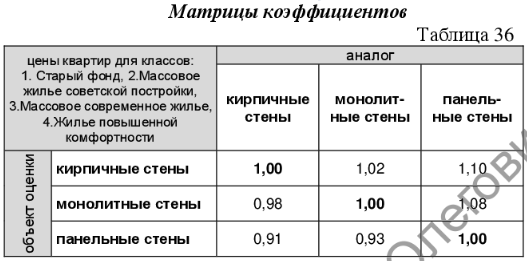 Матрицы коэффициентов
Таблица 36
цены квартир для классов:
1. Старый фонд, 2.Массовое
жилье советской постройки,
3.Массовое современное жилье,
4.Жилье повышенной
комфортности
аналог
кирпичные
стены
монолит-
ные стены
панель-
ные стены
объект оценки
кирпичные стены 1,00 1,02 1,10
монолитные стены 0,98 1,00 1,08
панельные стены 0,91 0,93 1,00